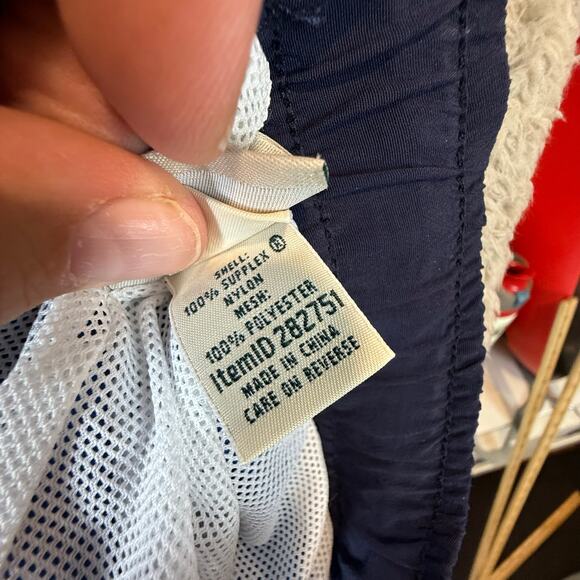 SHELL:
100% SUPPLEX ®
NYLON
MESH:
100% POLYESTER
ItemID 282751
MADE IN CHINA
CARE ON REVERSE